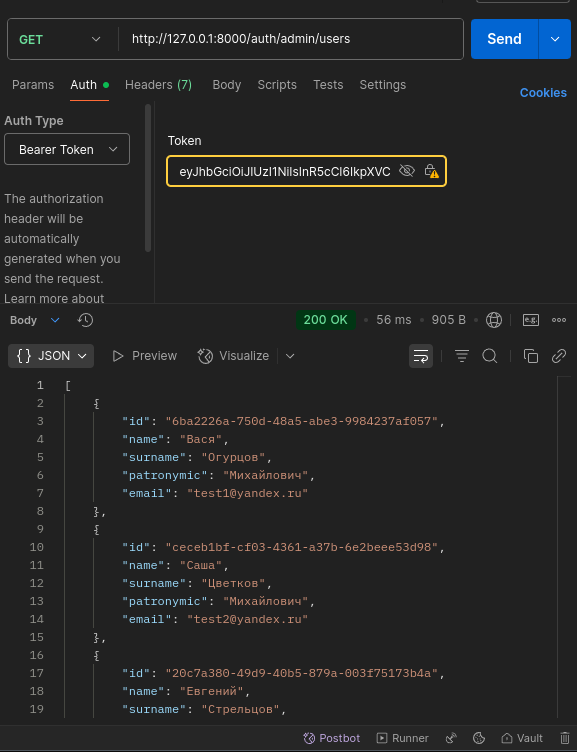 GET http://127.0.0.1:8000/auth/admin/users Send
Params Auth Headers (7) Body Scripts Tests Settings
Cookies
Auth Type
Bearer Token
Token
eyJhbGciOiJIUzI1NiIsInR5cCI6IkpXVC
The authorization
header will be
automatically
generated when you
send the request.
Learn more about
Body 200 OK 56 ms 905 B e.g.
{} JSON Preview Visualize
1 [
2 {
3 "id": "6ba2226a-750d-48a5-abe3-9984237af057",
4 "name": "Вася",
5 "surname": "Огурцов",
6 "patronymic": "Михайлович",
7 "email": "test1@yandex.ru"
8 },
9 {
10 "id": "ceceb1bf-cf03-4361-a37b-6e2beee53d98",
11 "name": "Саша",
12 "surname": "Цветков",
13 "patronymic": "Михайлович",
14 "email": "test2@yandex.ru"
15 },
16 {
17 "id": "20c7a380-49d9-40b5-879a-003f75173b4a",
18 "name": "Евгений",
19 "surname": "Стрельцов",
Postbot Runner Vault